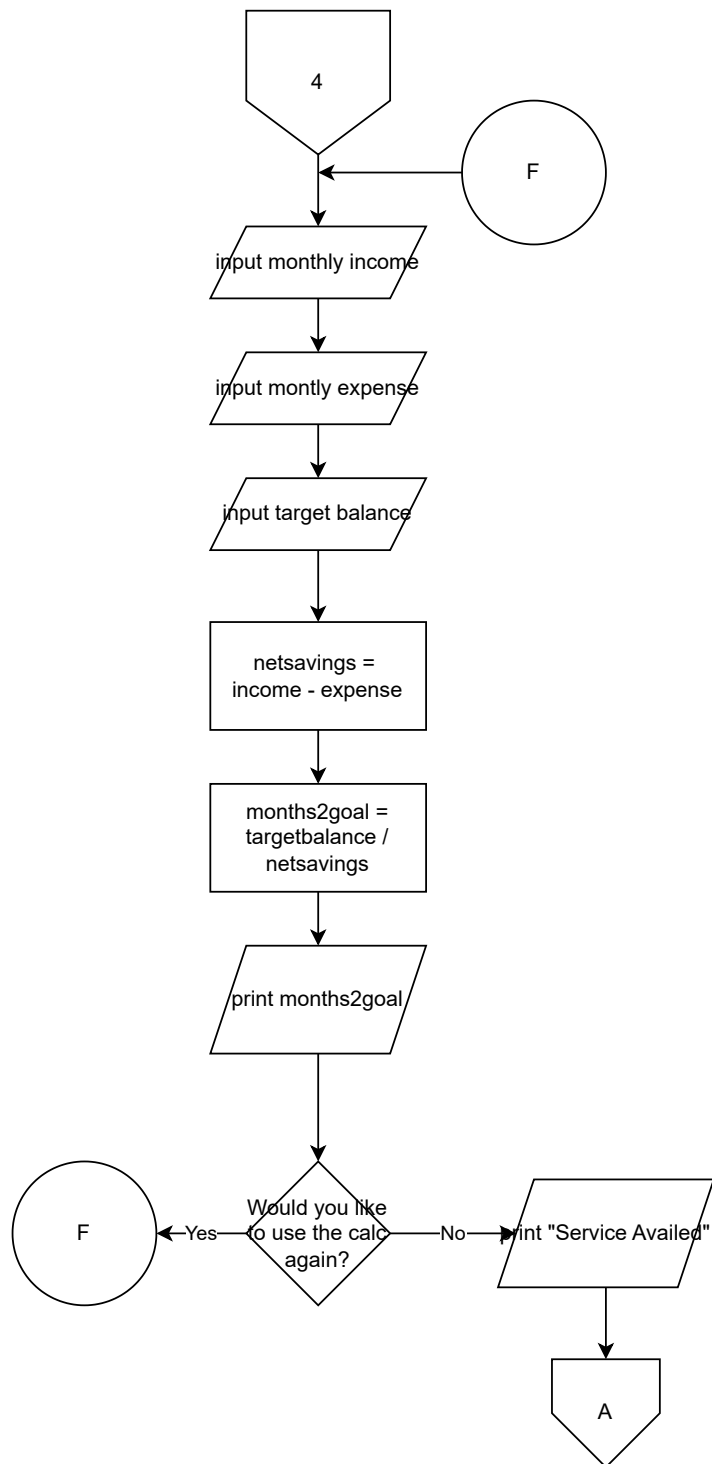 4
F
input monthly income
input montly expense
input target balance
netsavings =
income - expense
months2goal =
targetbalance /
netsavings
print months2goal
F
Yes
Would you like
to use the calc
again?
No
print "Service Availed"
A